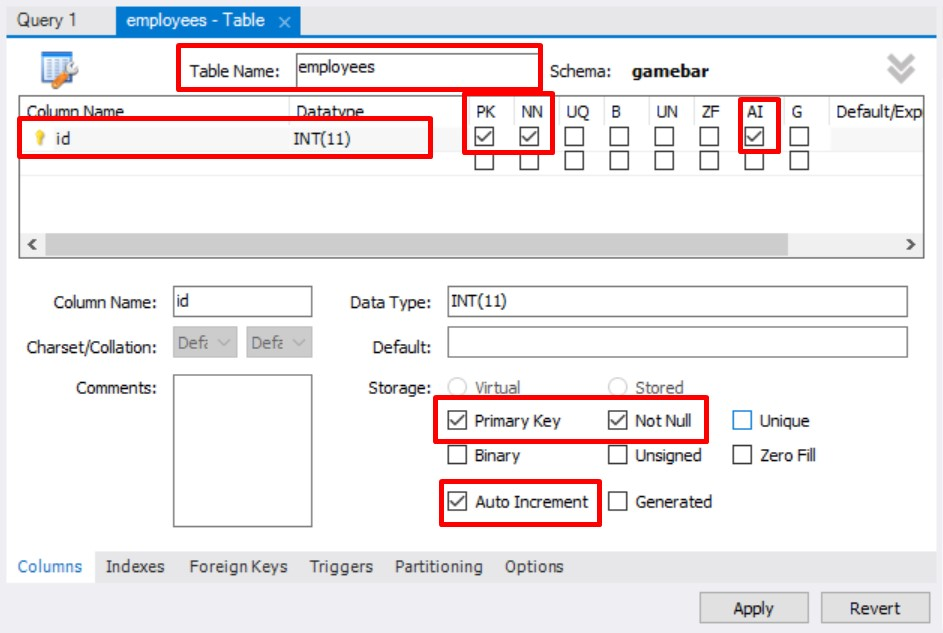 Query 1 employees - Table ×
Table Name: employees Schema: gamebar
Column Name Datatype PK NN UQ B UN ZF AI G Default/Exp
id INT(11)
Column Name: id Data Type: INT(11)
Charset/Collation: Defa Defa Default:
Comments: Storage: Virtual Stored
Primary Key Not Null Unique
Binary Unsigned Zero Fill
Auto Increment Generated
Columns Indexes Foreign Keys Triggers Partitioning Options
Apply Revert